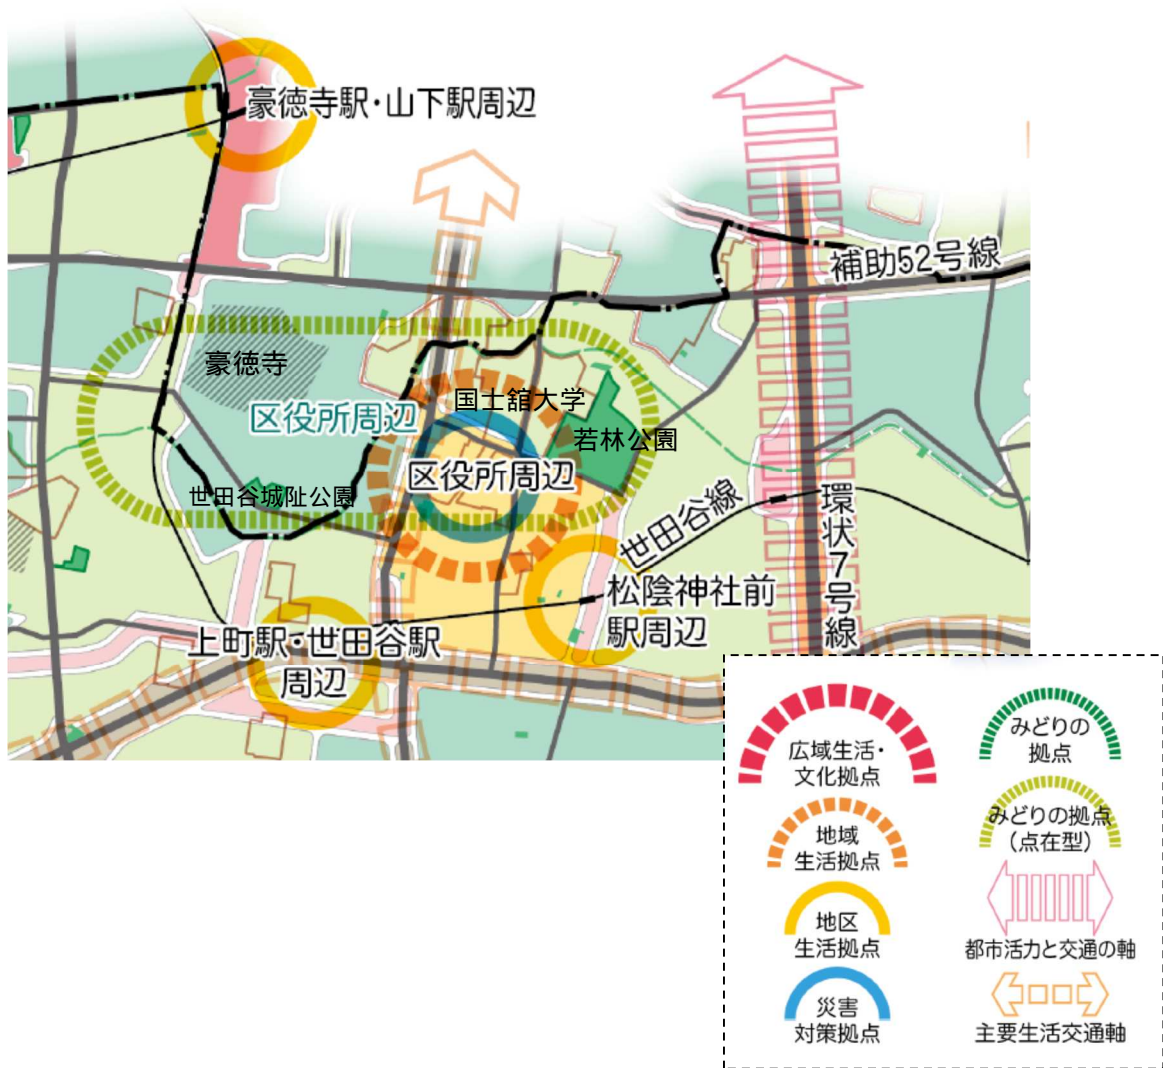 豪徳寺駅・山下駅周辺
補助52号線
豪徳寺
国士舘大学
区役所周辺
若林公園
区役所周辺
世田谷城址公園
世田谷線
環状7号線
松陰神社前
駅周辺
上町駅・世田谷駅
周辺
広域生活・
文化拠点
みどりの
拠点
地域
生活拠点
みどりの拠点
（点在型）
地区
生活拠点
都市活力と交通の軸
災害
対策拠点
主要生活交通軸